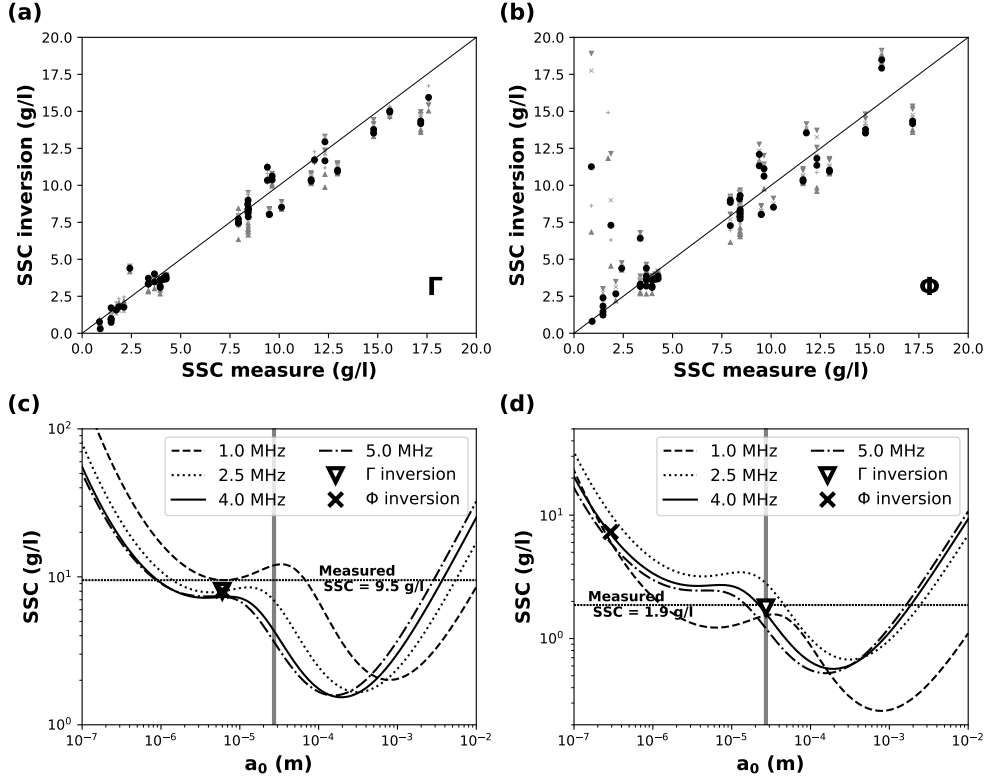 (a)
20.0
17.5
15.0
12.5
10.0
7.5
5.0
2.5
0.0
SSC inversion (g/l)
Γ
0.0 2.5 5.0 7.5 10.0 12.5 15.0 17.5 20.0
SSC measure (g/l)
(b)
20.0
17.5
15.0
12.5
10.0
7.5
5.0
2.5
0.0
SSC inversion (g/l)
Φ
0.0 2.5 5.0 7.5 10.0 12.5 15.0 17.5 20.0
SSC measure (g/l)
(c)
10²
10¹
10⁰
SSC (g/l)
1.0 MHz
2.5 MHz
4.0 MHz
5.0 MHz
Γ inversion
Φ inversion
Measured
SSC = 9.5 g/l
10⁻⁷ 10⁻⁶ 10⁻⁵ 10⁻⁴ 10⁻³ 10⁻²
a₀ (m)
(d)
10¹
10⁰
SSC (g/l)
1.0 MHz
2.5 MHz
4.0 MHz
5.0 MHz
Γ inversion
Φ inversion
Measured
SSC = 1.9 g/l
10⁻⁷ 10⁻⁶ 10⁻⁵ 10⁻⁴ 10⁻³ 10⁻²
a₀ (m)